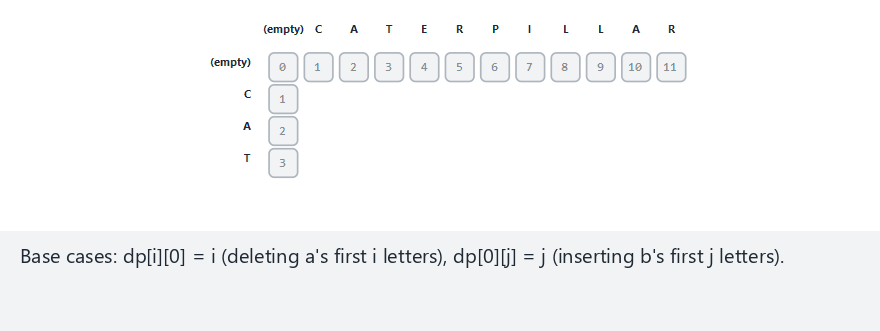 (empty) C A T E R P I L L A R
(empty) 0 1 2 3 4 5 6 7 8 9 10 11
C 1
A 2
T 3
Base cases: dp[i][0] = i (deleting a's first i letters), dp[0][j] = j (inserting b's first j letters).